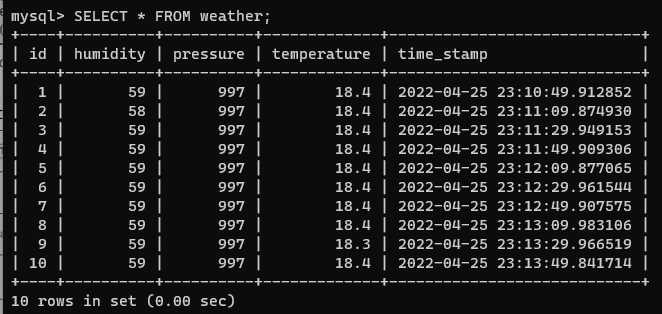 mysql> SELECT * FROM weather;
+----+----------+----------+-------------+----------------------------+
| id | humidity | pressure | temperature | time_stamp                 |
+----+----------+----------+-------------+----------------------------+
|  1 |       59 |      997 |        18.4 | 2022-04-25 23:10:49.912852 |
|  2 |       58 |      997 |        18.4 | 2022-04-25 23:11:09.874930 |
|  3 |       59 |      997 |        18.4 | 2022-04-25 23:11:29.949153 |
|  4 |       59 |      997 |        18.4 | 2022-04-25 23:11:49.909306 |
|  5 |       59 |      997 |        18.4 | 2022-04-25 23:12:09.877065 |
|  6 |       59 |      997 |        18.4 | 2022-04-25 23:12:29.961544 |
|  7 |       59 |      997 |        18.4 | 2022-04-25 23:12:49.907575 |
|  8 |       59 |      997 |        18.4 | 2022-04-25 23:13:09.983106 |
|  9 |       59 |      997 |        18.3 | 2022-04-25 23:13:29.966519 |
| 10 |       59 |      997 |        18.4 | 2022-04-25 23:13:49.841714 |
+----+----------+----------+-------------+----------------------------+
10 rows in set (0.00 sec)